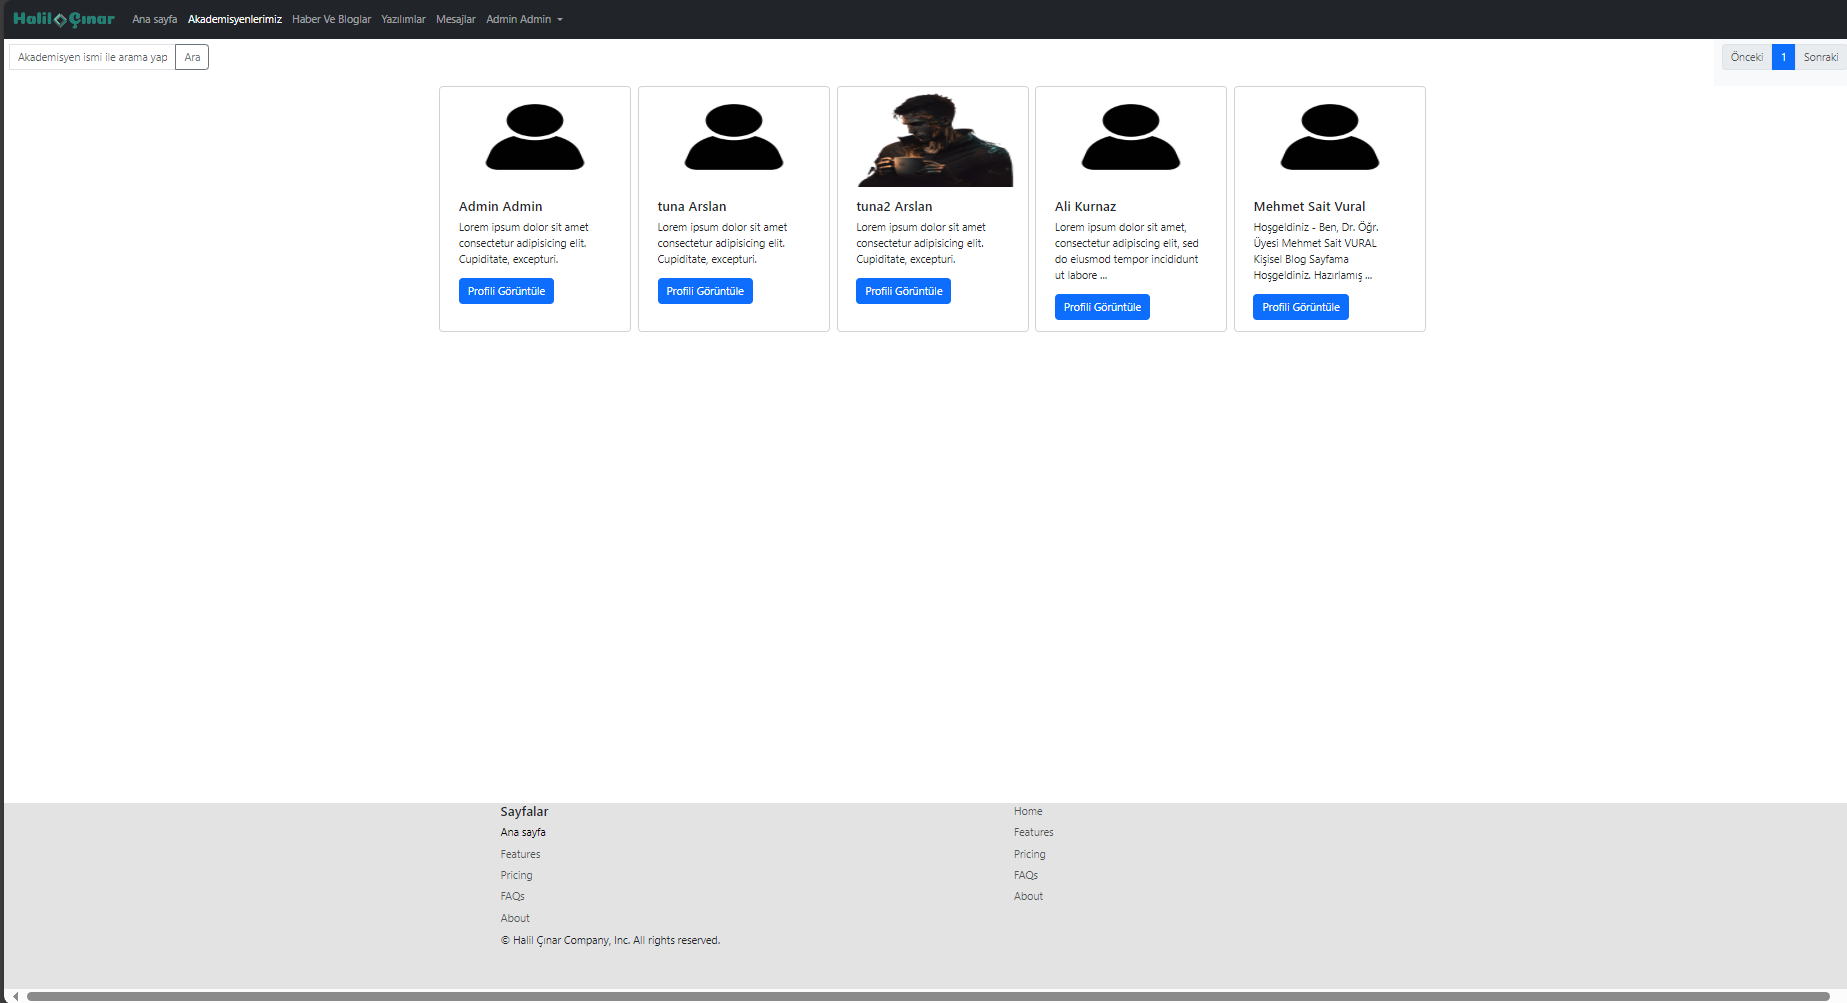 Halil Çınar
Ana sayfa Akademisyenlerimiz Haber Ve Bloglar Yazılımlar Mesajlar Admin Admin
Akademisyen ismi ile arama yap Ara
Önceki 1 Sonraki
Admin Admin
Lorem ipsum dolor sit amet
consectetur adipisicing elit.
Cupiditate, excepturi.
Profili Görüntüle
tuna Arslan
Lorem ipsum dolor sit amet
consectetur adipisicing elit.
Cupiditate, excepturi.
Profili Görüntüle
tuna2 Arslan
Lorem ipsum dolor sit amet
consectetur adipisicing elit.
Cupiditate, excepturi.
Profili Görüntüle
Ali Kurnaz
Lorem ipsum dolor sit amet,
consectetur adipiscing elit, sed
do eiusmod tempor incididunt
ut labore ...
Profili Görüntüle
Mehmet Sait Vural
Hoşgeldiniz - Ben, Dr. Öğr.
Üyesi Mehmet Sait VURAL
Kişisel Blog Sayfama
Hoşgeldiniz. Hazırlamış ...
Profili Görüntüle
Sayfalar
Ana sayfa
Features
Pricing
FAQs
About
© Halil Çınar Company, Inc. All rights reserved.
Home
Features
Pricing
FAQs
About